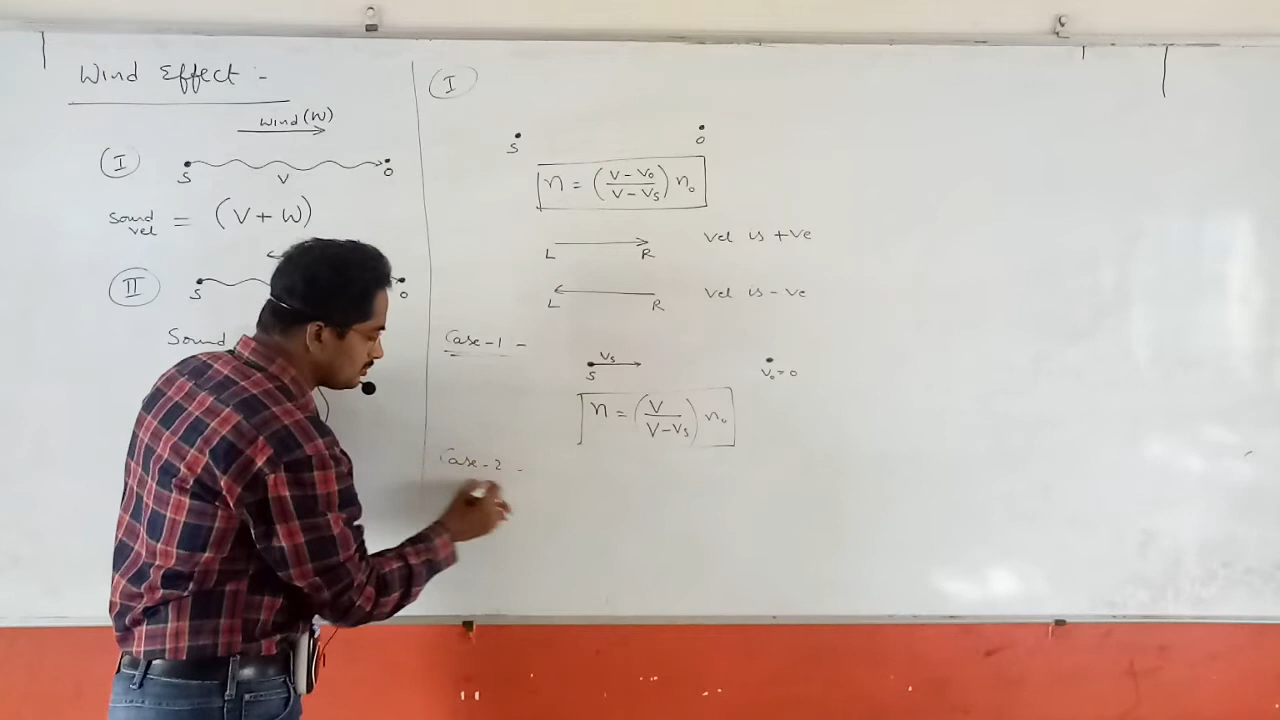 Wind Effect :-
wind (W)
I
S V O
Sound vel = (V + W)
II
S O
Sound
I
S O
n = ((V - V₀)/(V - Vs)) n₀
L R vel is +ve
L R vel is -ve
Case-1 -
Vs
S V₀ = 0
n = (V/(V - Vs)) n₀
Case-2 -